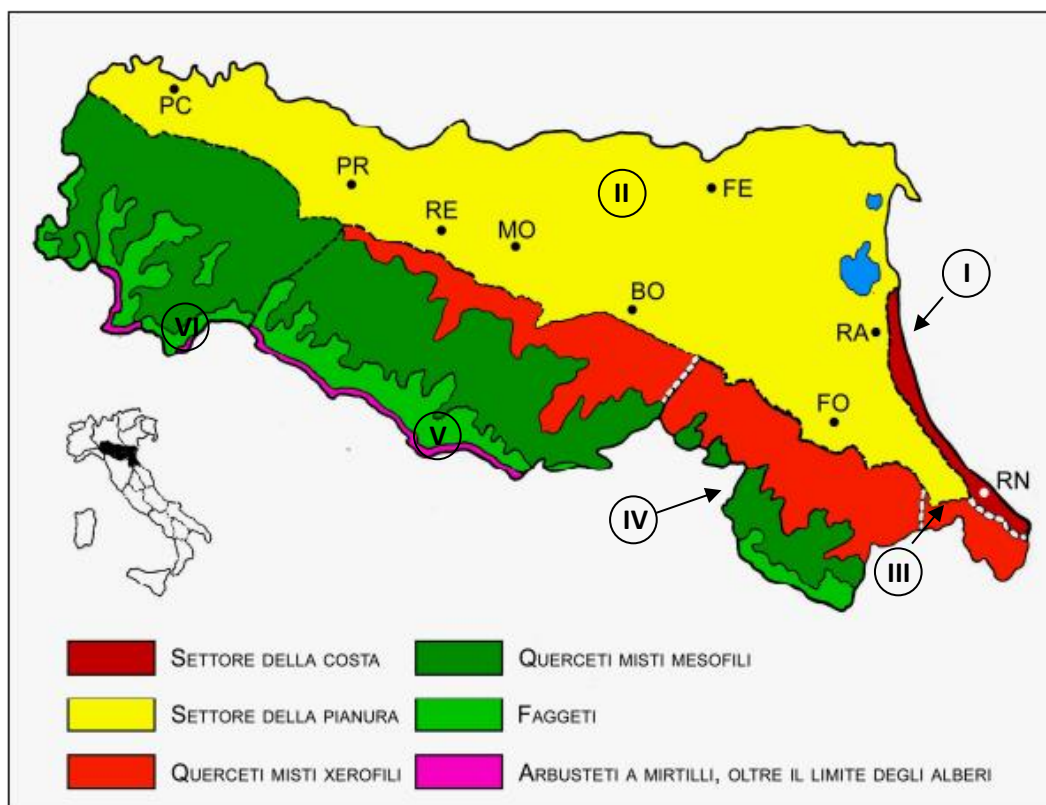 PC
PR
RE
MO
II
FE
I
BO
RA
VI
FO
V
RN
IV
III
SETTORE DELLA COSTA
QUERCETI MISTI MESOFILI
SETTORE DELLA PIANURA
FAGGETI
QUERCETI MISTI XEROFILI
ARBUSTETI A MIRTILLI, OLTRE IL LIMITE DEGLI ALBERI